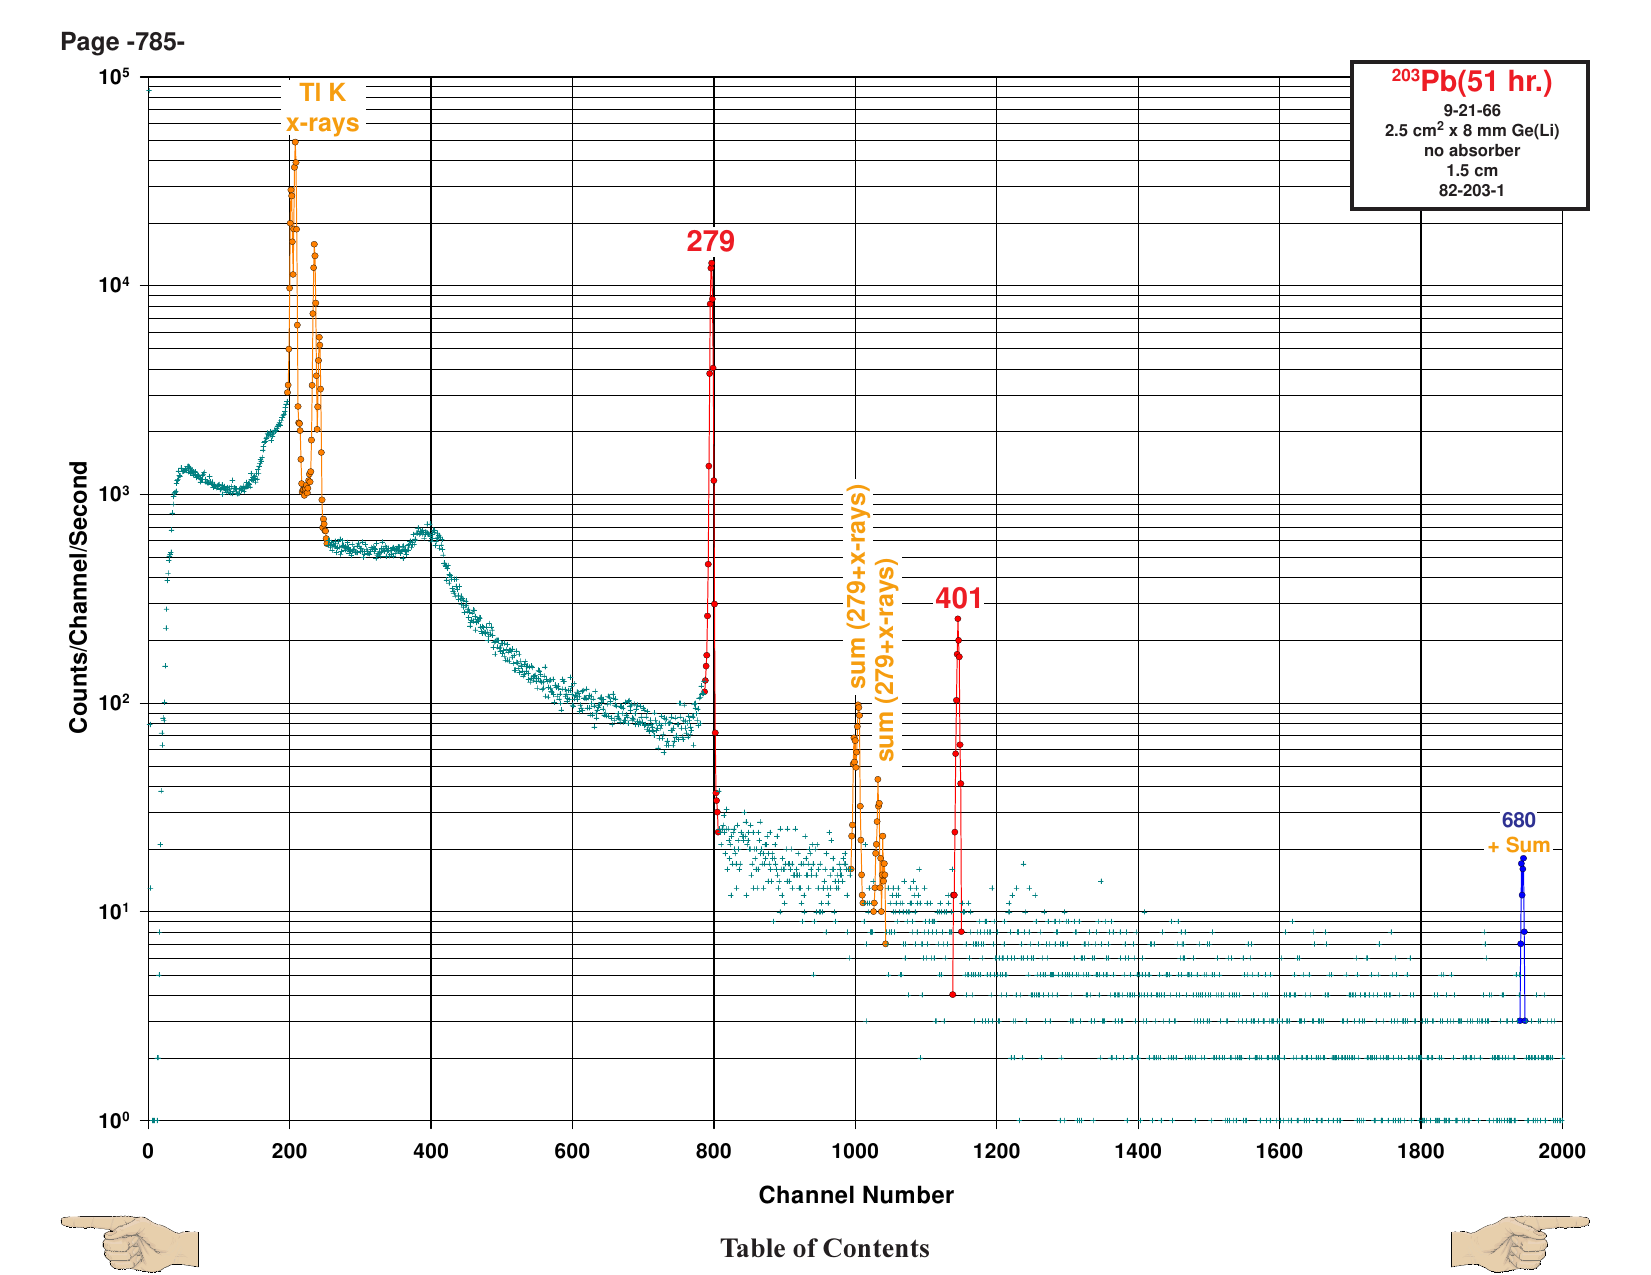 Page -785-
10⁵
10⁴
10³
10²
10¹
10⁰
Counts/Channel/Second
Tl K
x-rays
279
sum (279+x-rays)
sum (279+x-rays)
401
680
+ Sum
²⁰³Pb(51 hr.)
9-21-66
2.5 cm² x 8 mm Ge(Li)
no absorber
1.5 cm
82-203-1
0 200 400 600 800 1000 1200 1400 1600 1800 2000
Channel Number
Table of Contents